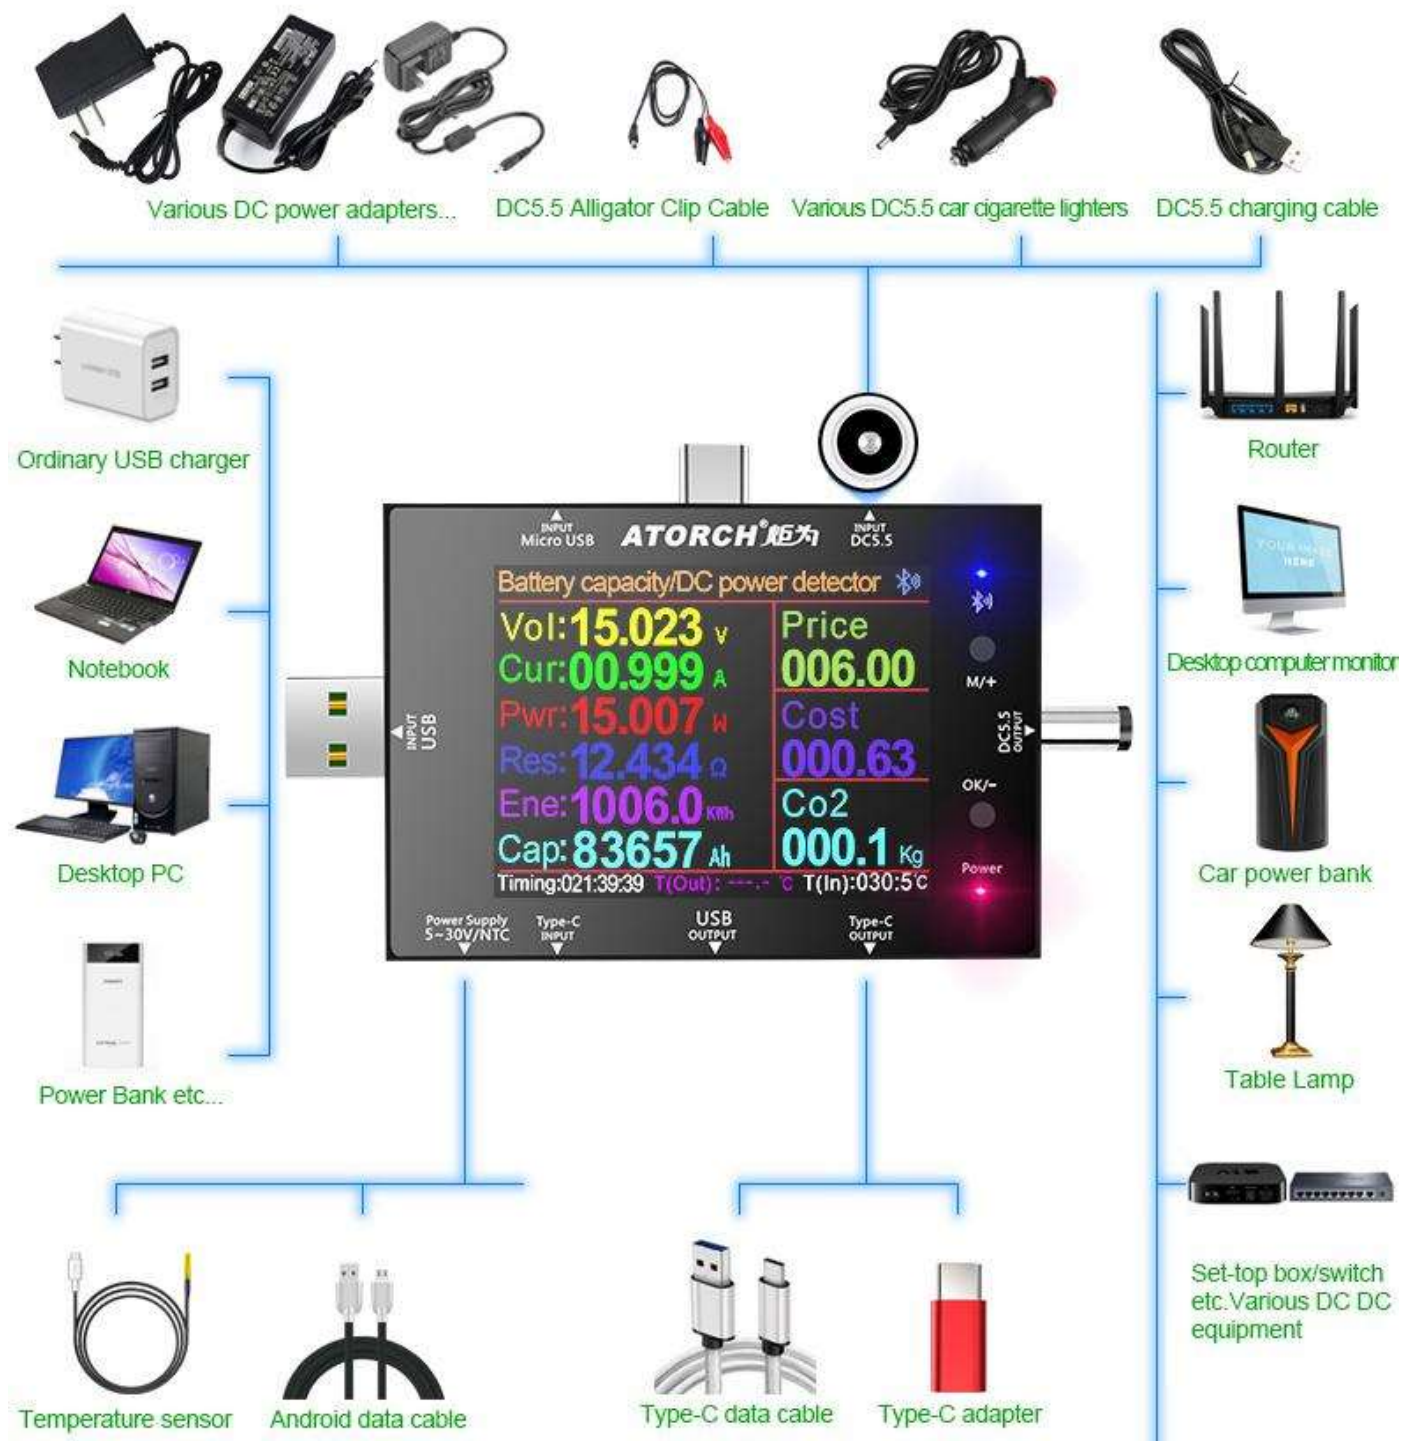 Various DC power adapters...
DC5.5 Alligator Clip Cable
Various DC5.5 car cigarette lighters
DC5.5 charging cable
Ordinary USB charger
Notebook
Desktop PC
Power Bank etc...
INPUT
Micro USB
ATORCH®炬为
INPUT
DC5.5
Battery capacity/DC power detector
Vol:15.023 V
Cur:00.999 A
Pwr:15.007 W
Res:12.434 Ω
Ene:1006.0 KWh
Cap:83657 Ah
Price
006.00
Cost
000.63
Co2
000.1 Kg
Timing:021:39:39 T(Out): ---.- °C T(In):030:5°C
M/+
OK/-
Power
INPUT
USB
DC5.5
OUTPUT
Power Supply
5~30V/NTC
Type-C
INPUT
USB
OUTPUT
Type-C
OUTPUT
Router
YOUR IMAGE
HERE
Desktop computer monitor
Car power bank
Table Lamp
Set-top box/switch
etc.Various DC DC
equipment
Temperature sensor
Android data cable
Type-C data cable
Type-C adapter